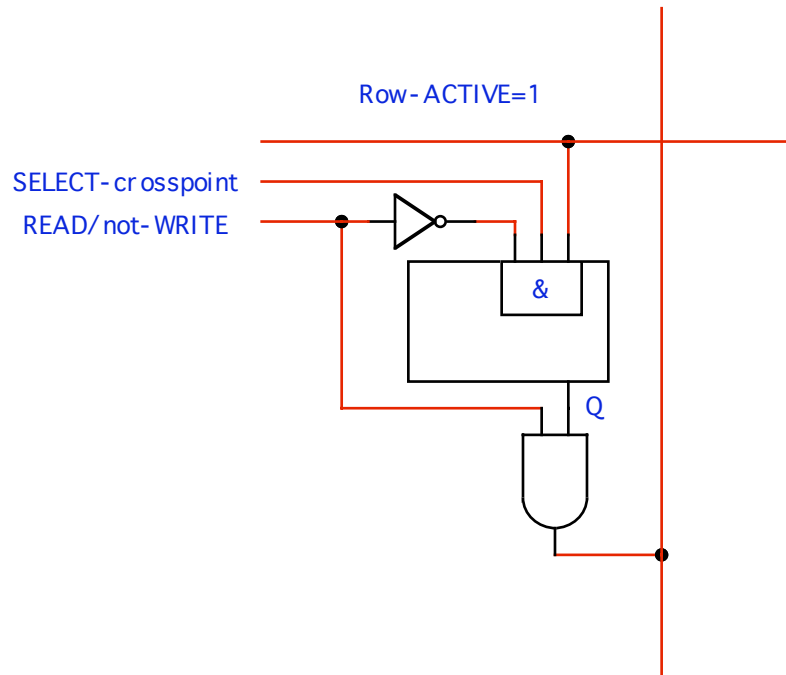 Row-ACTIVE=1
SELECT-crosspoint
READ/not-WRITE
&
Q